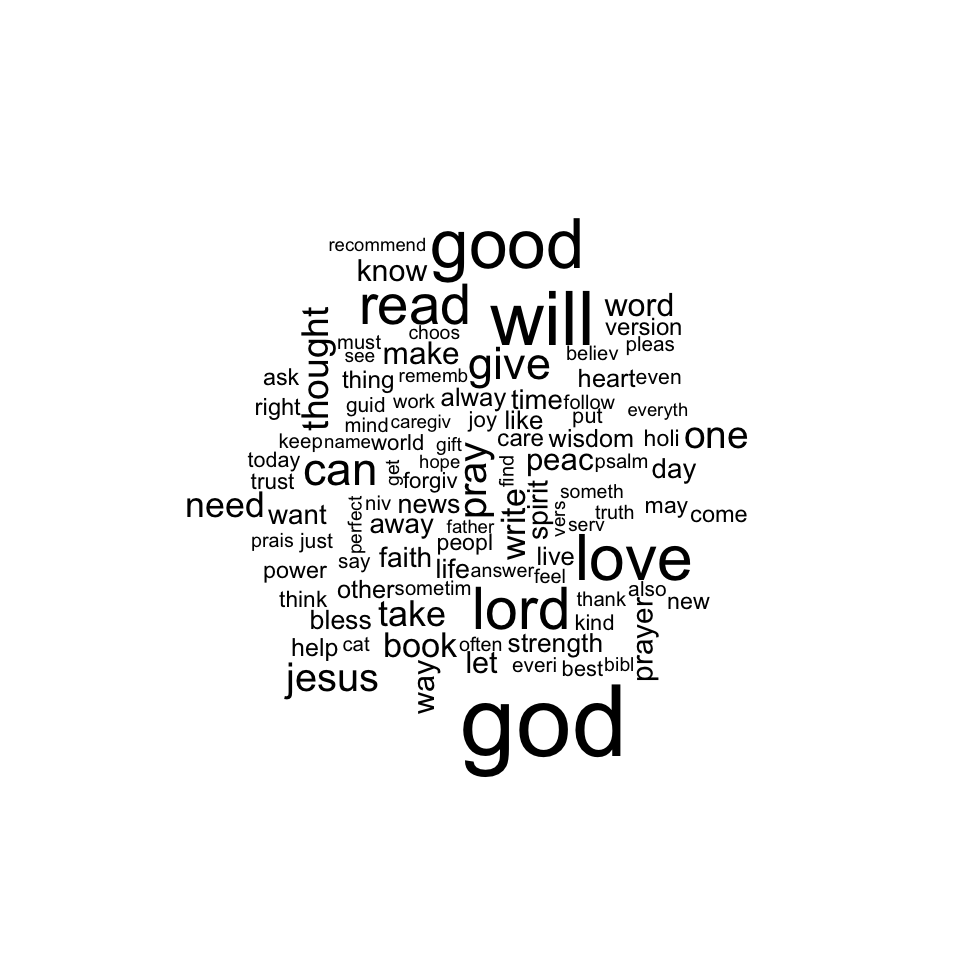 recommend good
know
read will word
version
thought choos pleas
must
see make give believ
ask thing rememb heart even
right guid work alway time follow
mind caregiv joy like put everyth
keep name world gift care wisdom holi one
today can get hope pray find peac psalm day
trust forgiv
need want perfect niv news write spirit vers someth may come
away father serv truth
prais just peopl
say faith live love
power life answer feel
other sometim also
think bless take lord thank new
kind prayer
help cat book often strength
let everi best bibl
jesus way
god